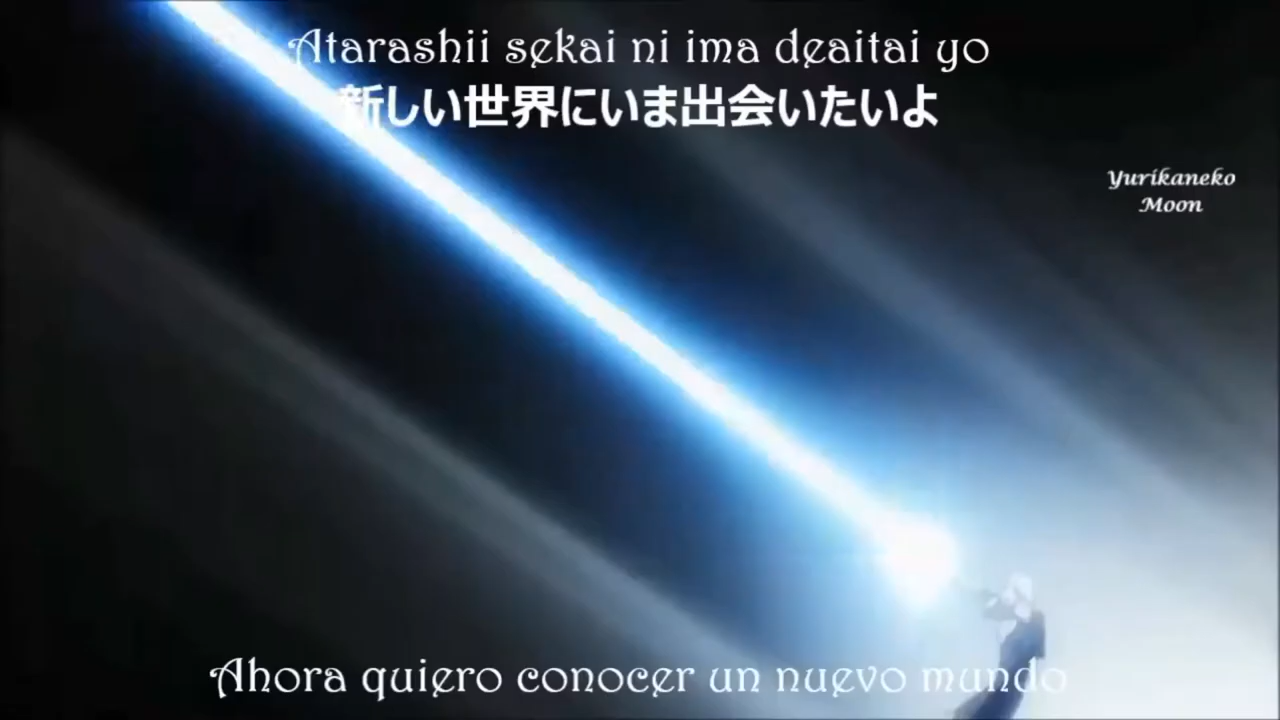 Atarashii sekai ni ima deaitai yo
新しい世界にいま出会いたいよ
Yurikaneko
Moon
Ahora quiero conocer un nuevo mundo